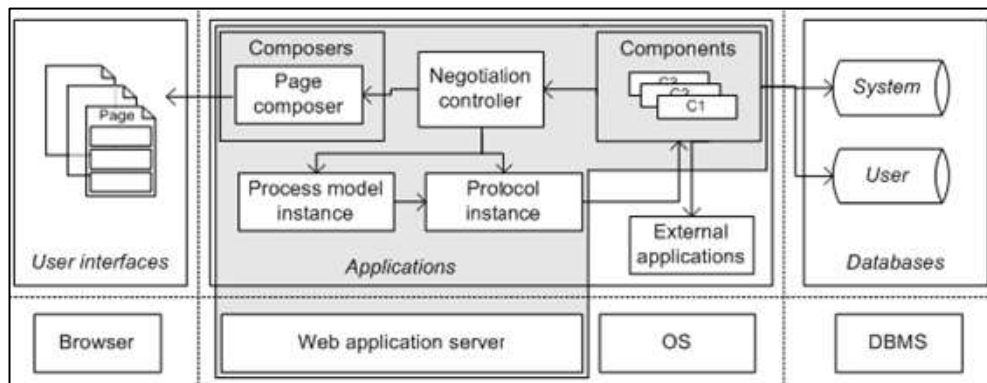 Page
User interfaces
Composers
Page
composer
Negotiation
controller
Components
C3
C2
C1
Process model
instance
Protocol
instance
External
applications
Applications
System
User
Databases
Browser
Web application server
OS
DBMS